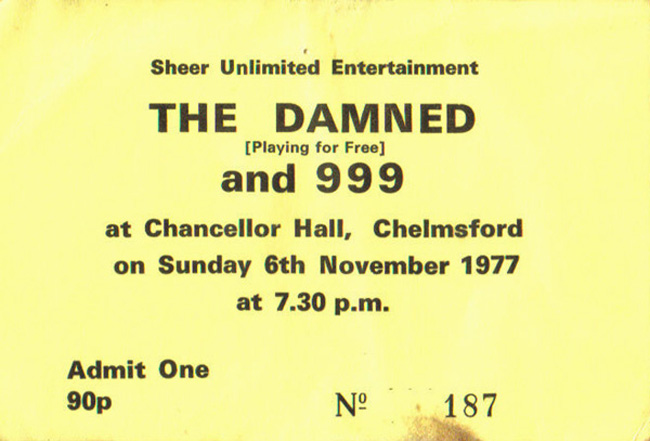 Sheer Unlimited Entertainment
THE DAMNED
[Playing for Free]
and 999
at Chancellor Hall, Chelmsford
on Sunday 6th November 1977
at 7.30 p.m.
Admit One
90p
Nº 187